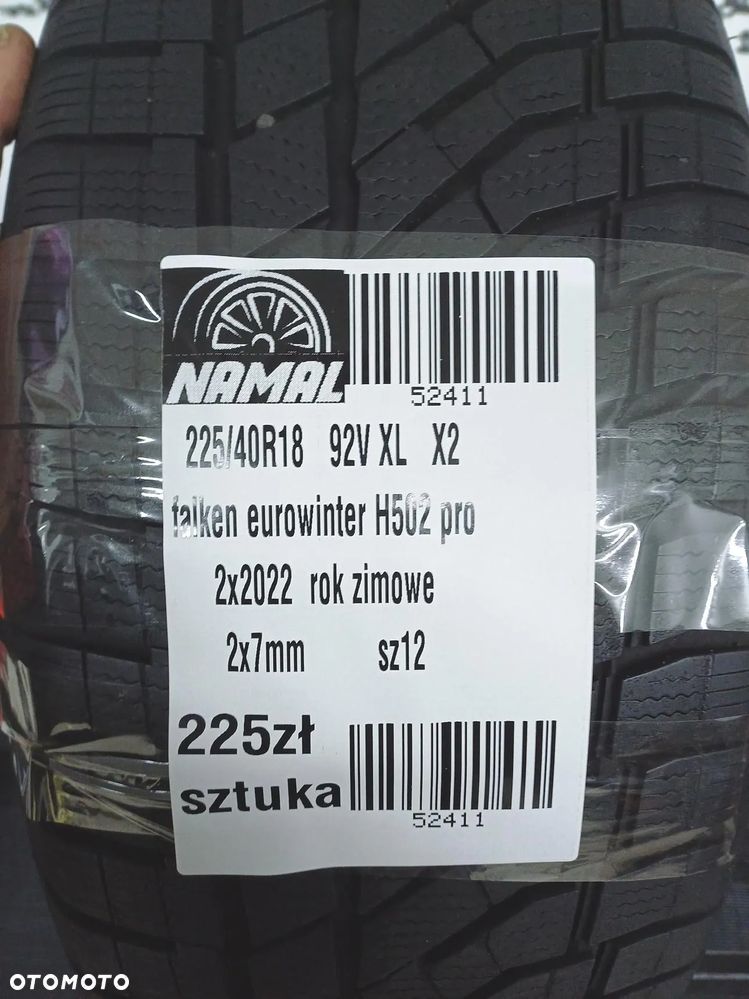 NAMAL
52411
225/40R18 92V XL X2
falken eurowinter H502 pro
2x2022 rok zimowe
2x7mm sz12
225zł
sztuka
52411
OTOMOTO